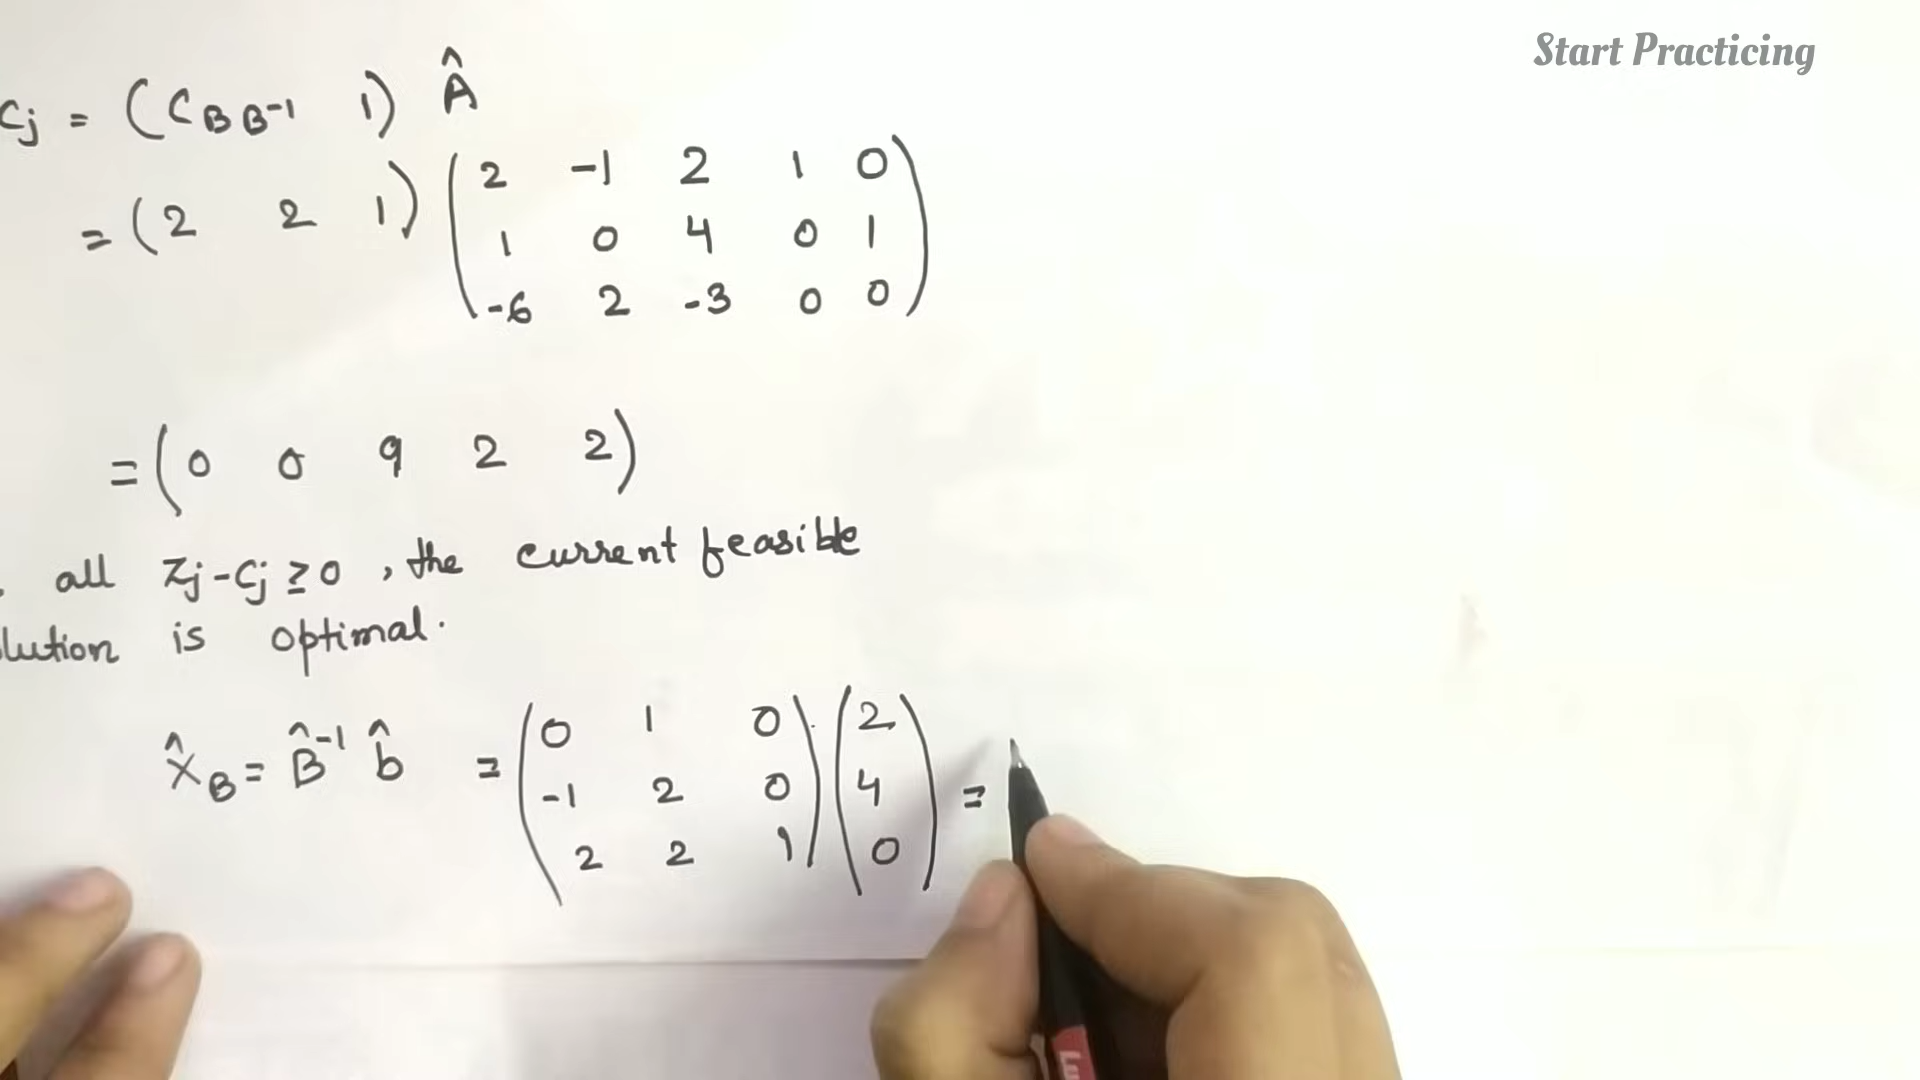 Start Practicing
Cj = (CB B-1 1) Â
= (2 2 1) (2 -1 2 1 0
1 0 4 0 1
-6 2 -3 0 0)
= (0 0 9 2 2)
all Zj - Cj ≥ 0, the current feasible
lution is optimal.
X̂B = B̂-1 b̂ = (0 1 0) (2) =
-1 2 0 4
2 2 1 0
Lu